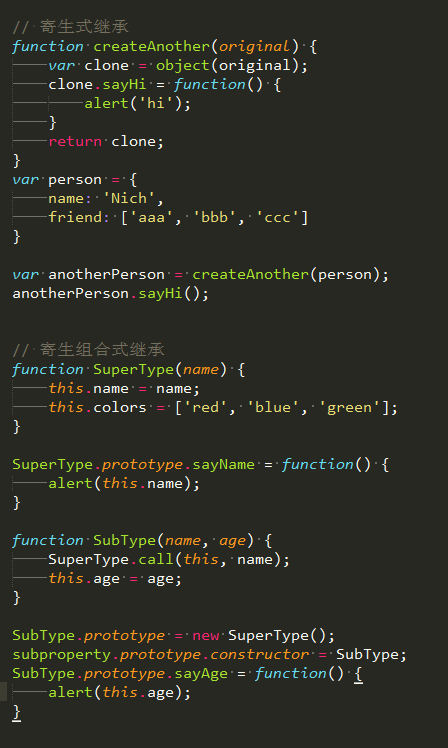 // 寄生式继承
function createAnother(original) {
    var clone = object(original);
    clone.sayHi = function() {
        alert('hi');
    }
    return clone;
}
var person = {
    name: 'Nich',
    friend: ['aaa', 'bbb', 'ccc']
}

var anotherPerson = createAnother(person);
anotherPerson.sayHi();


// 寄生组合式继承
function SuperType(name) {
    this.name = name;
    this.colors = ['red', 'blue', 'green'];
}

SuperType.prototype.sayName = function() {
    alert(this.name);
}

function SubType(name, age) {
    SuperType.call(this, name);
    this.age = age;
}

SubType.prototype = new SuperType();
subproperty.prototype.constructor = SubType;
SubType.prototype.sayAge = function() {
    alert(this.age);
}